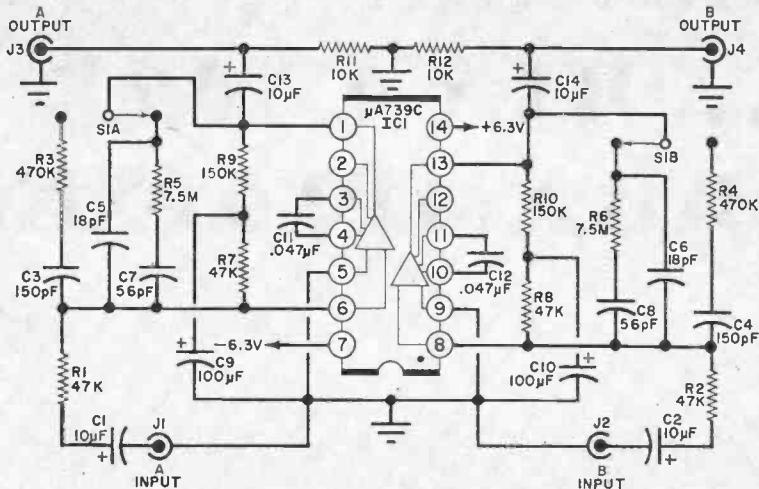 A
OUTPUT
J3
B
OUTPUT
J4
R11
10K
R12
10K
+
C13
10µF
+
C14
10µF
µA739C
IC1
S1A
S1B
1
2
3
4
5
6
7
14
13
12
11
10
9
8
+6.3V
-6.3V
R3
470K
C5
18pF
R5
7.5M
R9
150K
C3
150pF
C7
56pF
R7
47K
C11
.047µF
C12
.047µF
R10
150K
R6
7.5M
R4
470K
C6
18pF
R8
47K
C8
56pF
C4
150pF
R1
47K
+
C9
100µF
C10
100µF
+
R2
47K
C1
10µF
+
J1
A
INPUT
J2
B
INPUT
C2
10µF
+